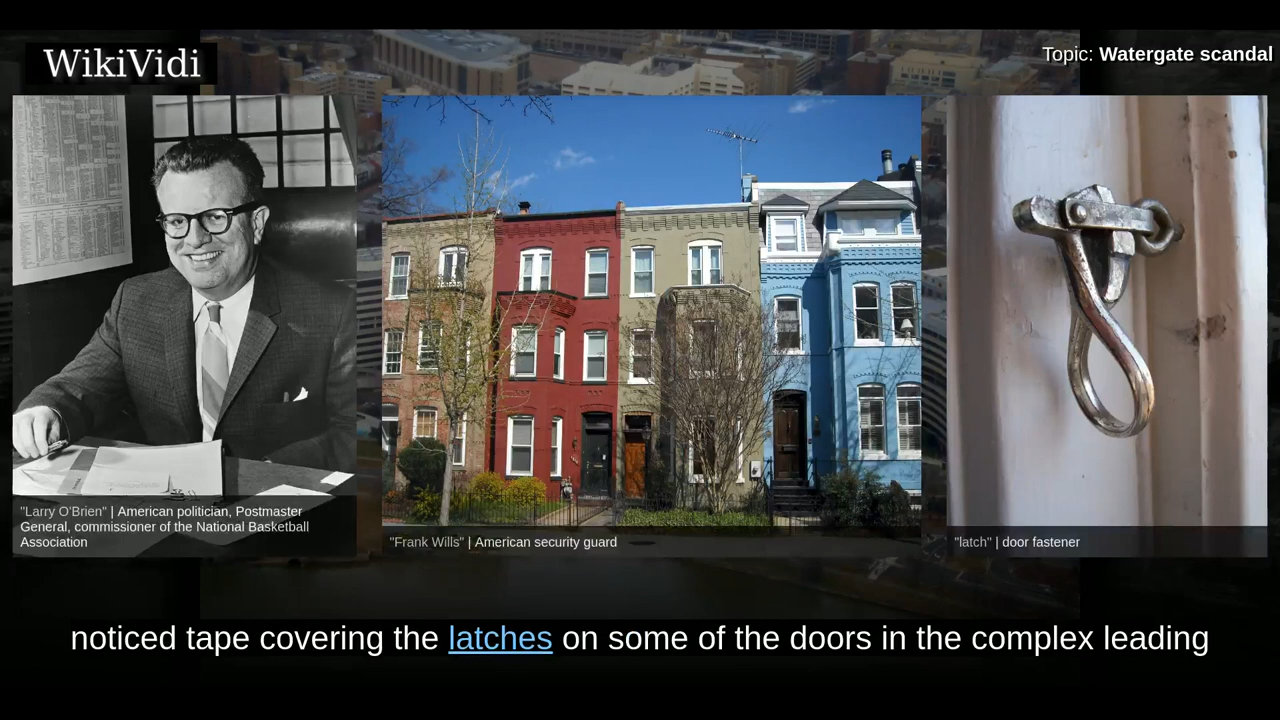 WikiVidi
Topic: Watergate scandal
"Larry O'Brien" | American politician, Postmaster
General, commissioner of the National Basketball
Association
"Frank Wills" | American security guard
"latch" | door fastener
noticed tape covering the latches on some of the doors in the complex leading